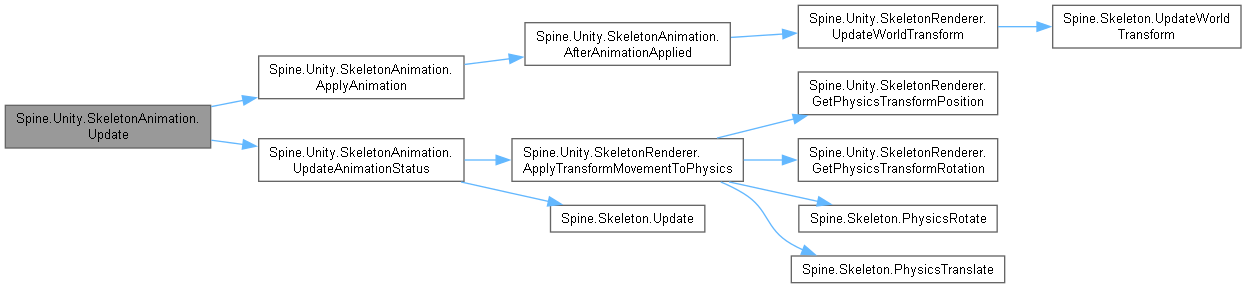 Spine.Unity.SkeletonAnimation.
Update
Spine.Unity.SkeletonAnimation.
ApplyAnimation
Spine.Unity.SkeletonAnimation.
AfterAnimationApplied
Spine.Unity.SkeletonRenderer.
UpdateWorldTransform
Spine.Skeleton.UpdateWorld
Transform
Spine.Unity.SkeletonAnimation.
UpdateAnimationStatus
Spine.Unity.SkeletonRenderer.
ApplyTransformMovementToPhysics
Spine.Unity.SkeletonRenderer.
GetPhysicsTransformPosition
Spine.Unity.SkeletonRenderer.
GetPhysicsTransformRotation
Spine.Skeleton.PhysicsRotate
Spine.Skeleton.PhysicsTranslate
Spine.Skeleton.Update